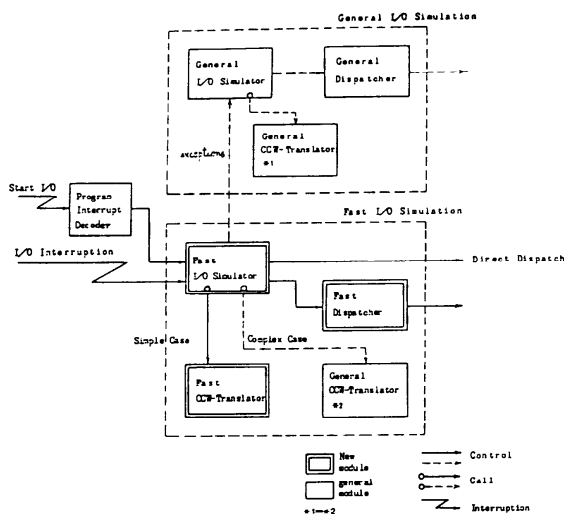 General I/O Simulation
General
I/O Simulator
General
Dispatcher
General
CCW-Translator
*1
exceptions
Start I/O
Program
Interrupt
Decoder
Fast I/O Simulation
I/O Interruption
Fast
I/O Simulator
Direct Dispatch
Fast
Dispatcher
Simple Case
Complex Case
Fast
CCW-Translator
General
CCW-Translator
*2
New
module
general
module
*1=*2
Control
Call
Interruption